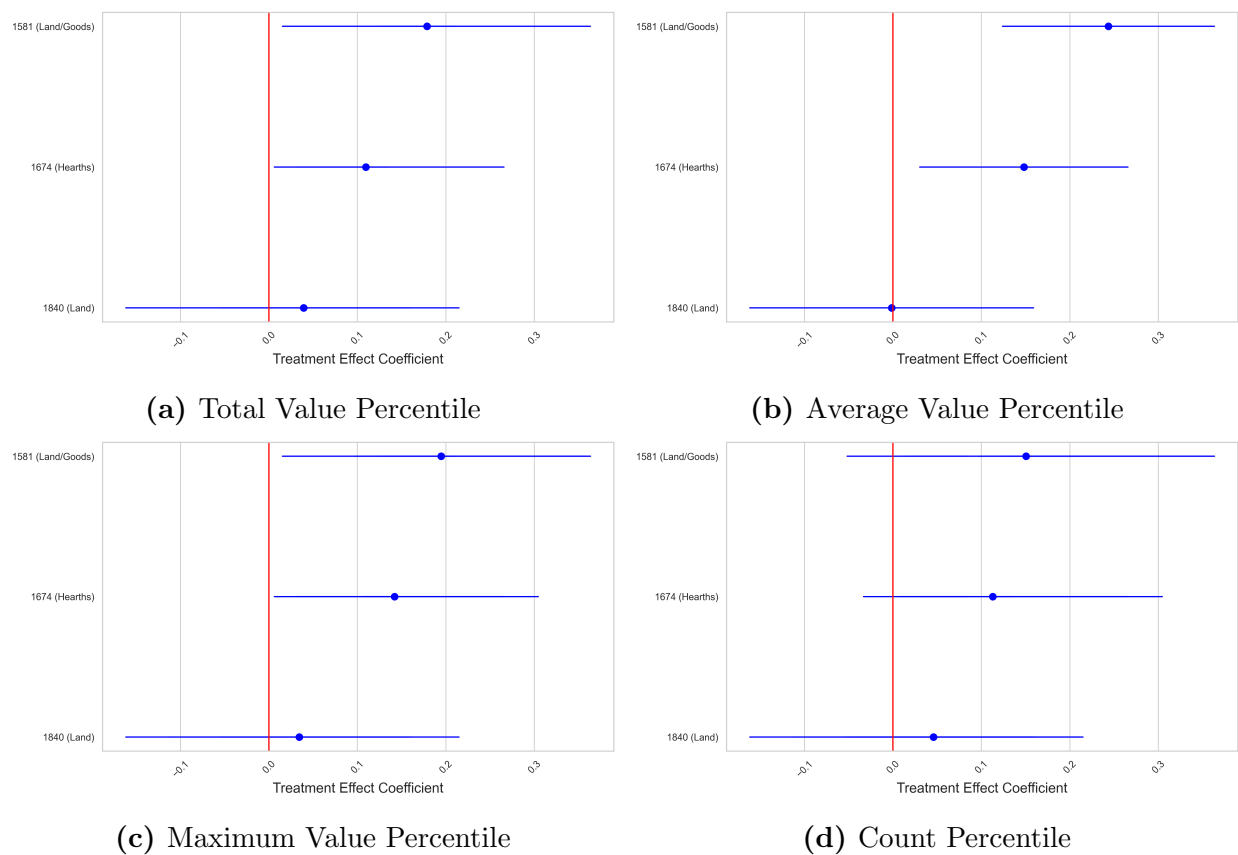 1581 (Land/Goods)
1674 (Hearths)
1840 (Land)
−0.1 0.0 0.1 0.2 0.3
Treatment Effect Coefficient
(a) Total Value Percentile
1581 (Land/Goods)
1674 (Hearths)
1840 (Land)
−0.1 0.0 0.1 0.2 0.3
Treatment Effect Coefficient
(b) Average Value Percentile
1581 (Land/Goods)
1674 (Hearths)
1840 (Land)
−0.1 0.0 0.1 0.2 0.3
Treatment Effect Coefficient
(c) Maximum Value Percentile
1581 (Land/Goods)
1674 (Hearths)
1840 (Land)
−0.1 0.0 0.1 0.2 0.3
Treatment Effect Coefficient
(d) Count Percentile